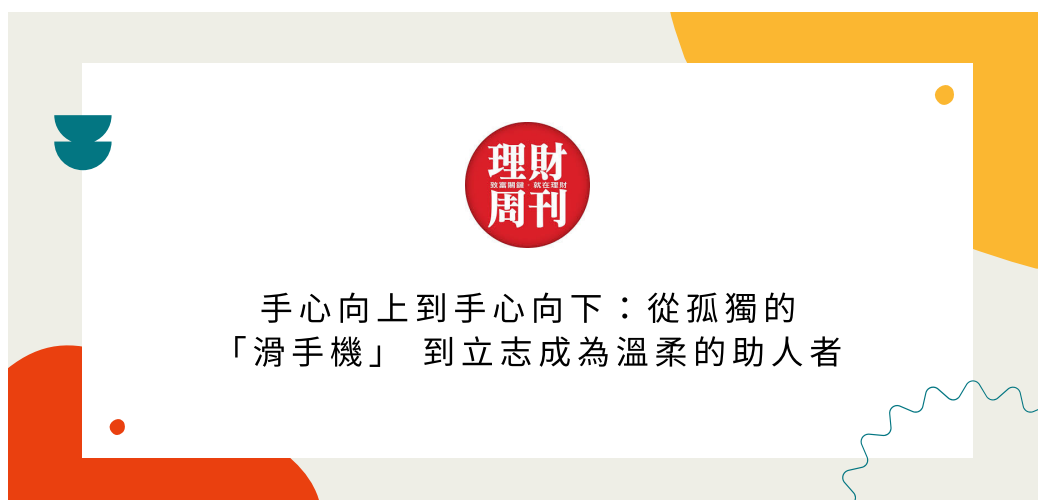 理財
致富關鍵・就在理財
周刊
手心向上到手心向下：從孤獨的
「滑手機」 到立志成為溫柔的助人者